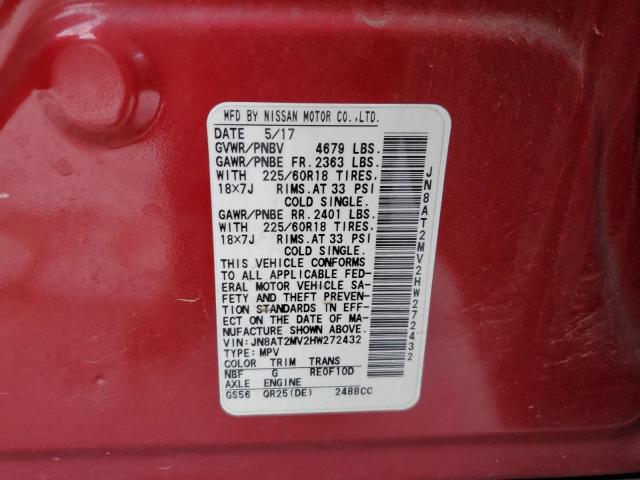 MFD BY NISSAN MOTOR CO.,LTD.
DATE 5/17
GVWR/PNBV 4679 LBS.
GAWR/PNBE FR. 2363 LBS.
WITH 225/60R18 TIRES.
18X7J RIMS. AT 33 PSI
COLD SINGLE.
GAWR/PNBE RR. 2401 LBS.
WITH 225/60R18 TIRES.
18X7J RIMS. AT 33 PSI
COLD SINGLE.
THIS VEHICLE CONFORMS
TO ALL APPLICABLE FED-
ERAL MOTOR VEHICLE SA-
FETY AND THEFT PREVEN-
TION STANDARDS IN EFF-
ECT ON THE DATE OF MA-
NUFACTURE SHOWN ABOVE.
VIN: JN8AT2MV2HW272432
TYPE: MPV
COLOR TRIM TRANS
NBF G RE0F10D
AXLE ENGINE
GS56 QR25(DE) 2488CC
JN8AT2MV2HW272432